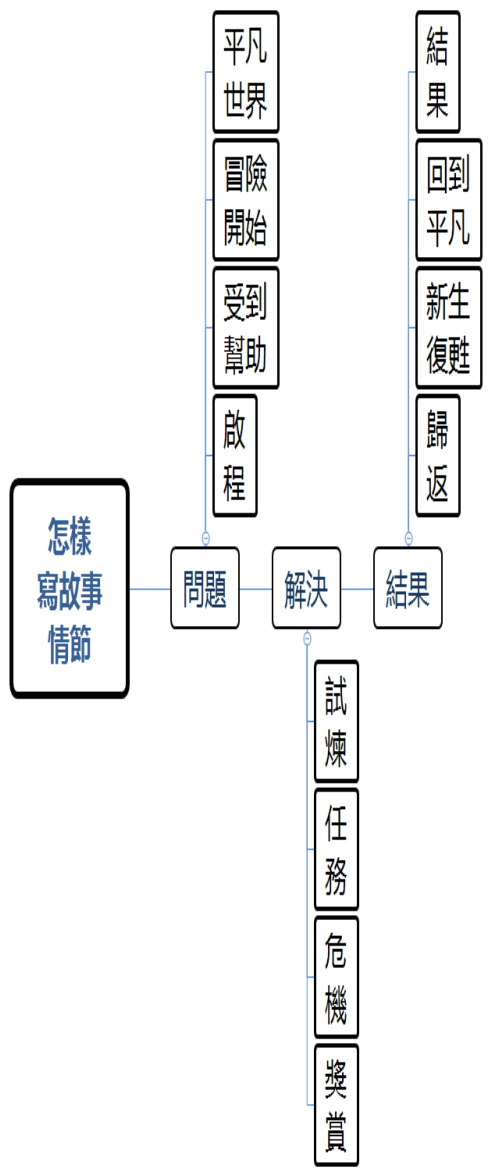 怎樣
寫故事
情節
問題
平凡
世界
冒險
開始
受到
幫助
啟
程
解決
試
煉
任
務
危
機
獎
賞
結果
結
果
回到
平凡
新生
復甦
歸
返